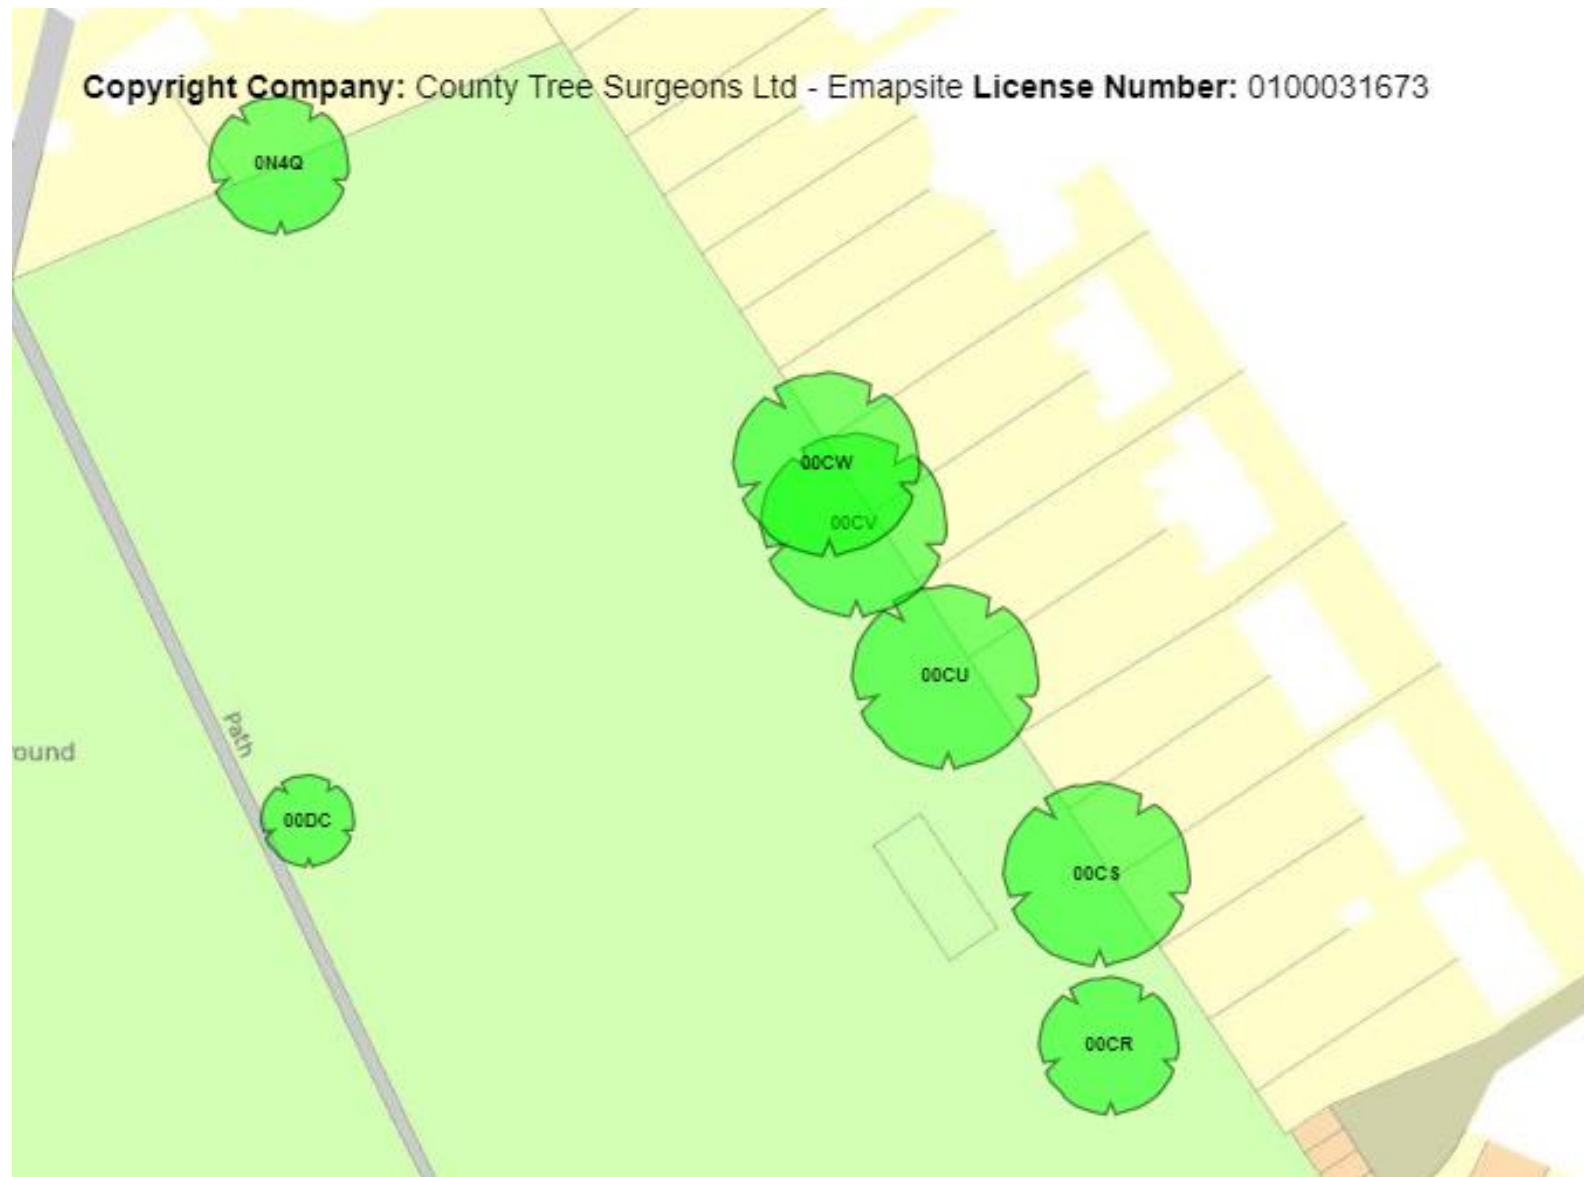 Copyright Company: County Tree Surgeons Ltd - Emapsite License Number: 0100031673
0N4Q
00CW
00CV
00CU
Path
ound
00DC
00CS
00CR